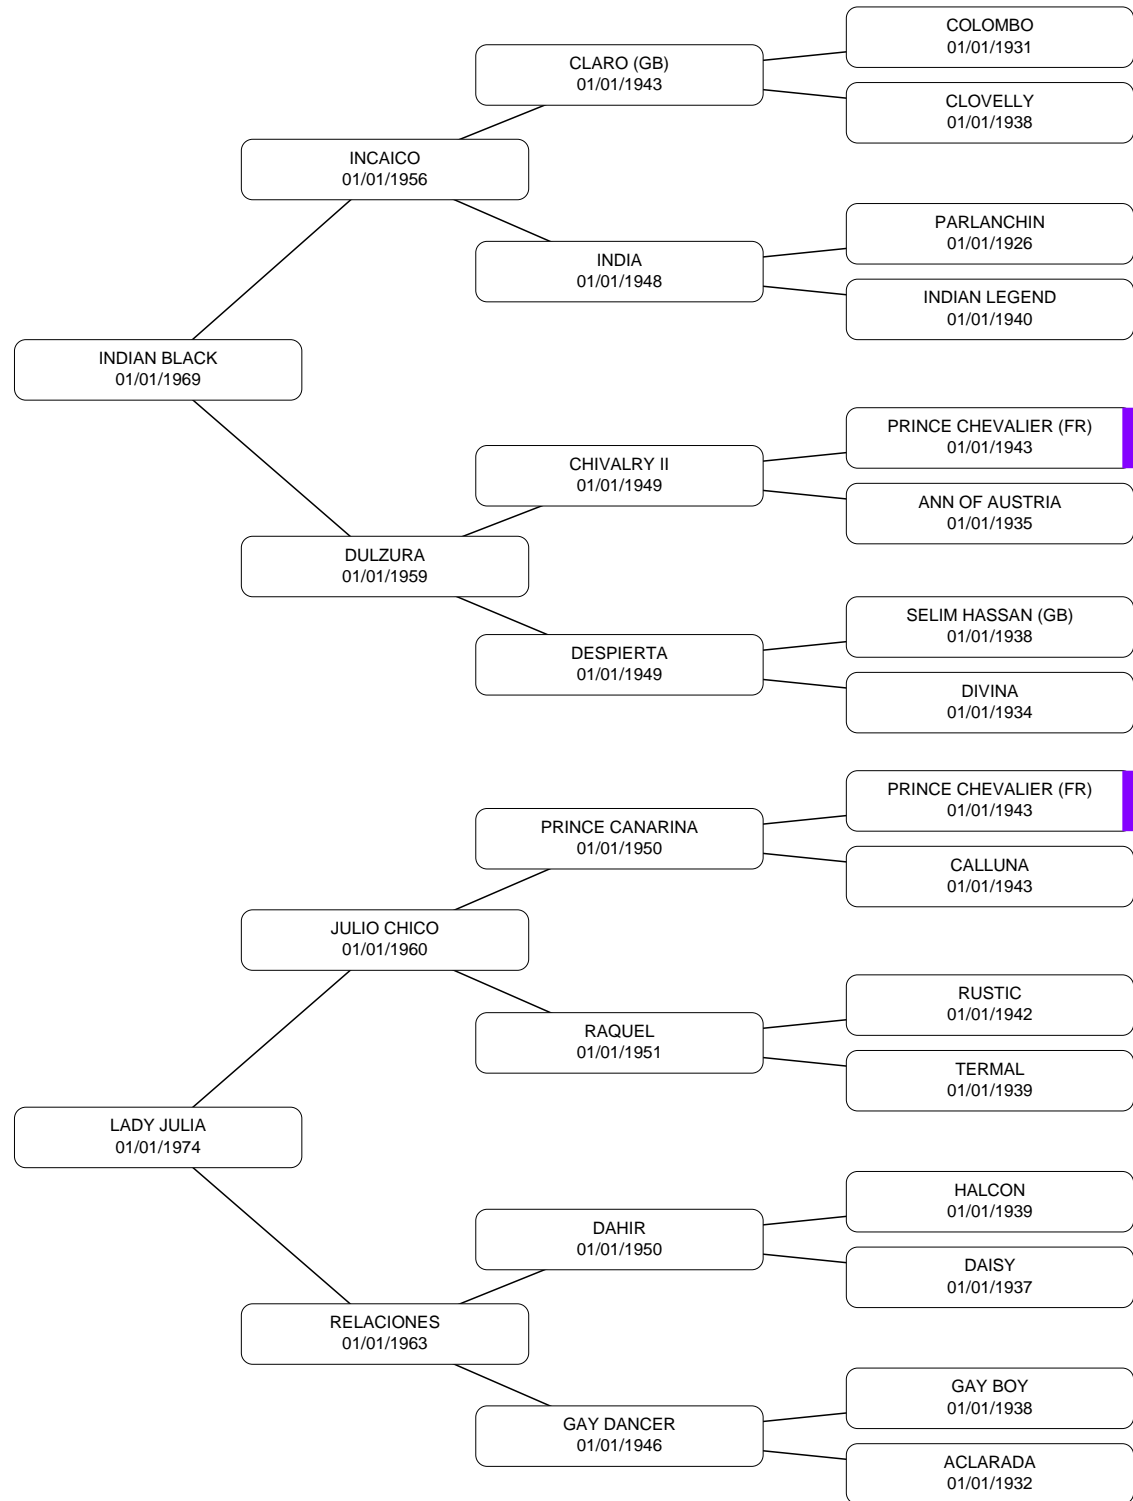 COLOMBO
01/01/1931
CLARO (GB)
01/01/1943
CLOVELLY
01/01/1938
INCAICO
01/01/1956
PARLANCHIN
01/01/1926
INDIA
01/01/1948
INDIAN LEGEND
01/01/1940
INDIAN BLACK
01/01/1969
PRINCE CHEVALIER (FR)
01/01/1943
CHIVALRY II
01/01/1949
ANN OF AUSTRIA
01/01/1935
DULZURA
01/01/1959
SELIM HASSAN (GB)
01/01/1938
DESPIERTA
01/01/1949
DIVINA
01/01/1934
PRINCE CHEVALIER (FR)
01/01/1943
PRINCE CANARINA
01/01/1950
CALLUNA
01/01/1943
JULIO CHICO
01/01/1960
RUSTIC
01/01/1942
RAQUEL
01/01/1951
TERMAL
01/01/1939
LADY JULIA
01/01/1974
HALCON
01/01/1939
DAHIR
01/01/1950
DAISY
01/01/1937
RELACIONES
01/01/1963
GAY BOY
01/01/1938
GAY DANCER
01/01/1946
ACLARADA
01/01/1932